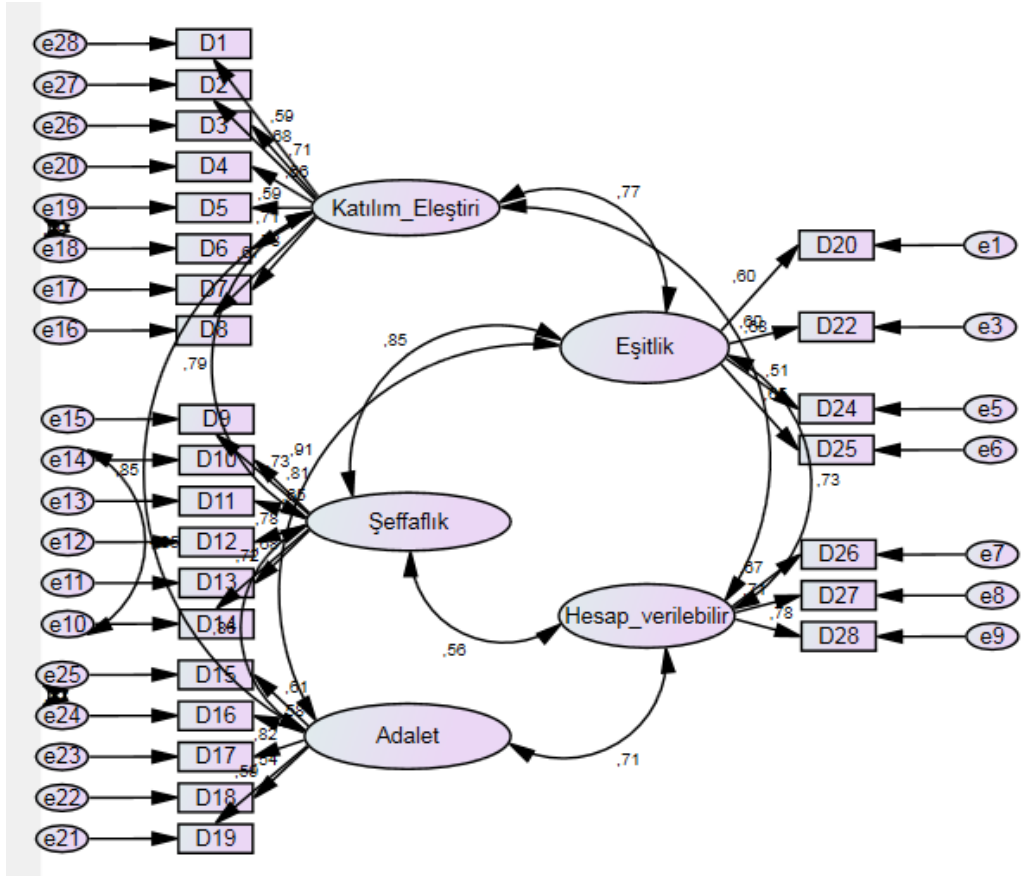 e28 D1
e27 D2
e26 D3
e20 D4
e19 D5
e18 D6
e17 D7
e16 D8
,59
,68
,71
,59
,71
Katılım_Eleştiri
,77
D20 e1
,60
D22 e3
Eşitlik
,60
,51
D24 e5
D25 e6
,85
,79
,73
e15 D9
e14 D10
e13 D11
e12 D12
e11 D13
e10 D14
,91
,73
,81
,78
,85
Şeffaflık
,56
D26 e7
D27 e8
D28 e9
Hesap_verilebilir
,78
e25 D15
e24 D16
e23 D17
e22 D18
e21 D19
,61
,58
,82
,54
,59
Adalet
,71